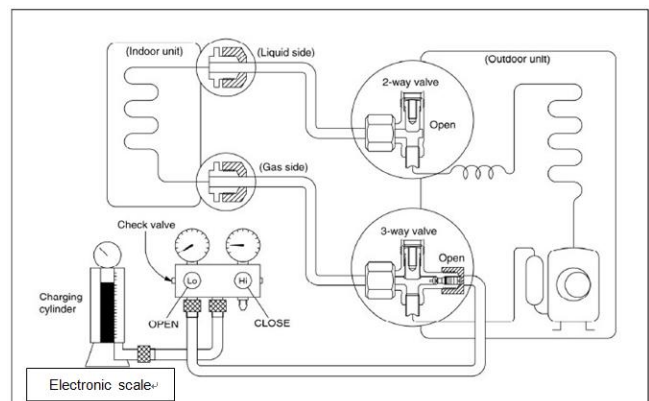 (Indoor unit)
(Liquid side)
2-way valve
(Outdoor unit)
Open
(Gas side)
3-way valve
Open
Check valve
Lo
Hi
Charging
cylinder
OPEN
CLOSE
Electronic scale↵